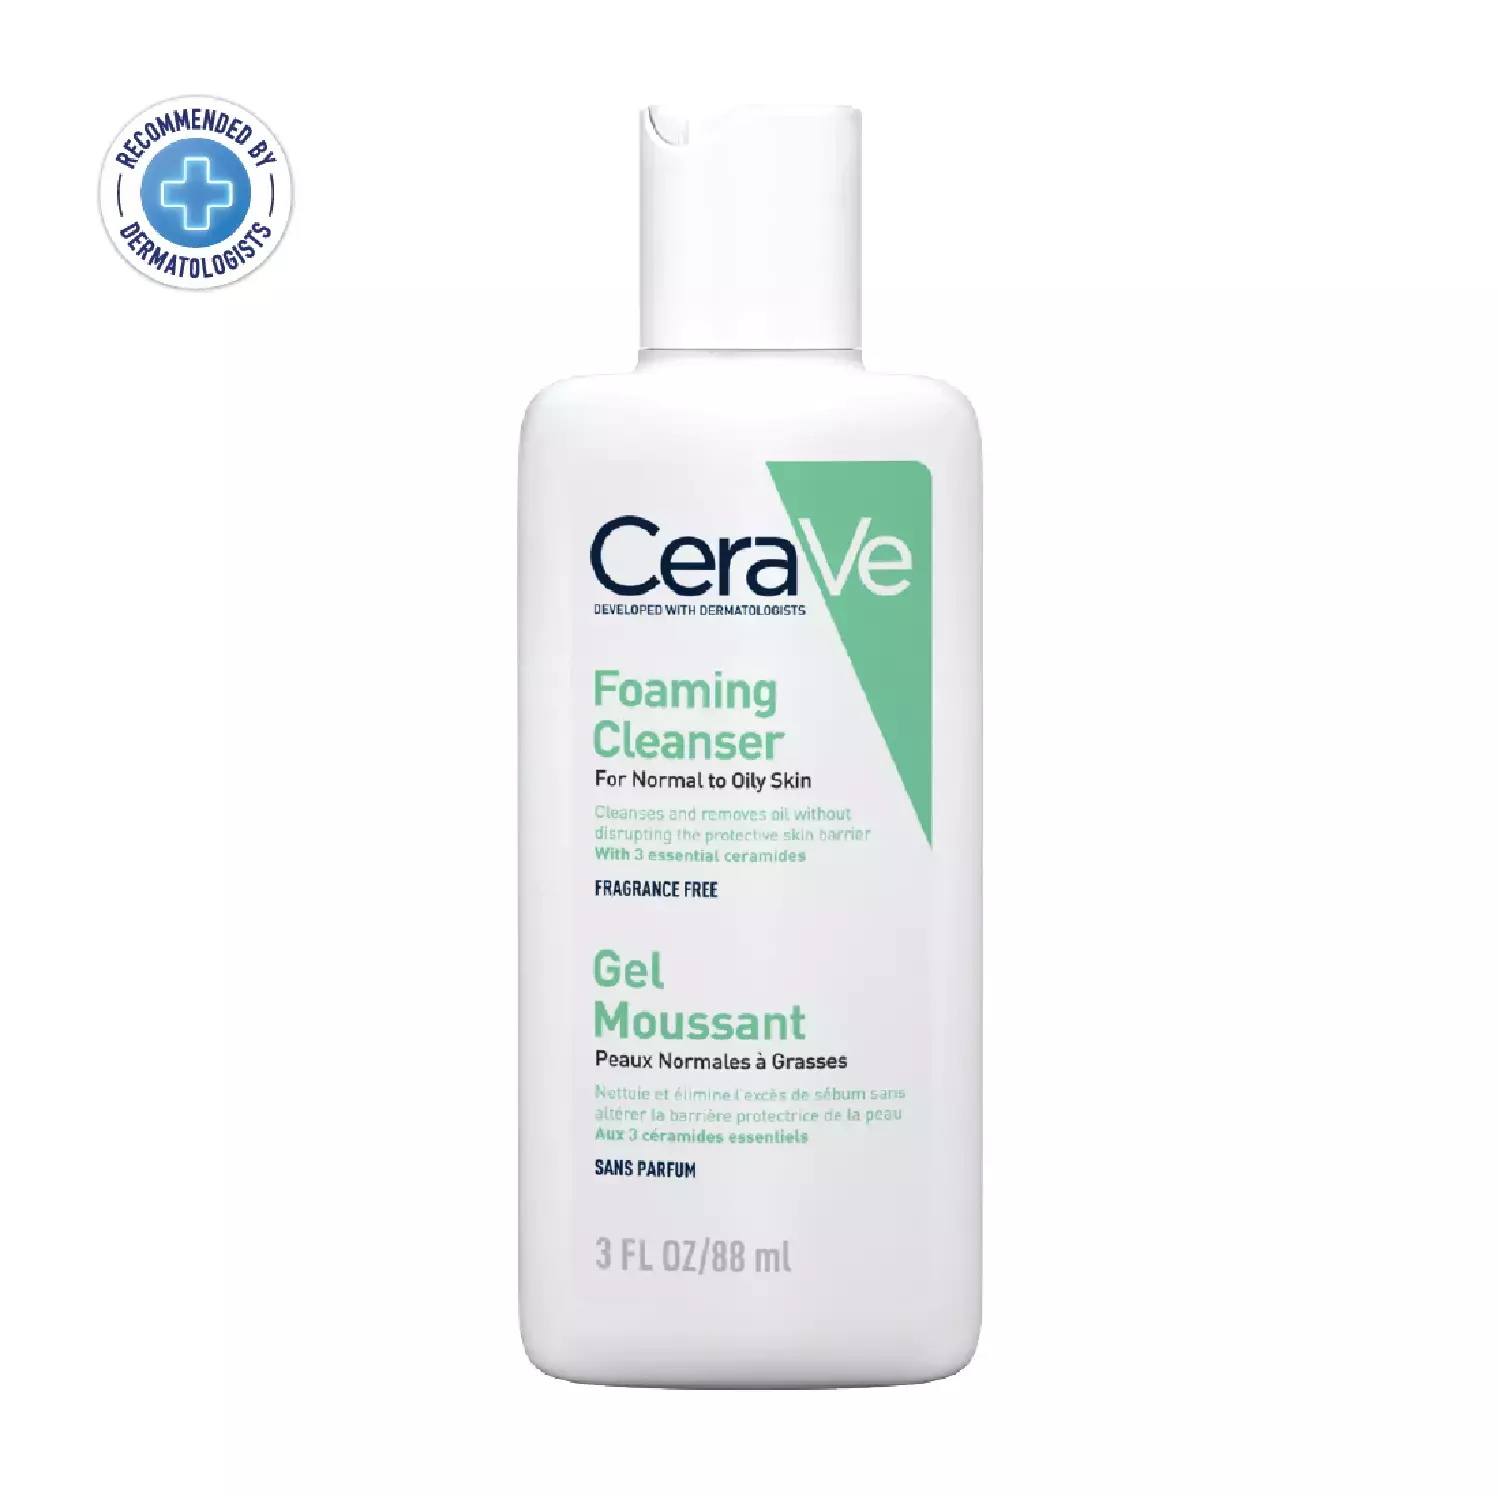 RECOMMENDED BY
DERMATOLOGISTS
CeraVe
DEVELOPED WITH DERMATOLOGISTS
Foaming
Cleanser
For Normal to Oily Skin
Cleanses and removes oil without
disrupting the protective skin barrier
With 3 essential ceramides
FRAGRANCE FREE
Gel
Moussant
Peaux Normales à Grasses
Nettoie et élimine l'excès de sébum sans
altérer la barrière protectrice de la peau
Aux 3 céramides essentiels
SANS PARFUM
3 FL OZ/88 ml